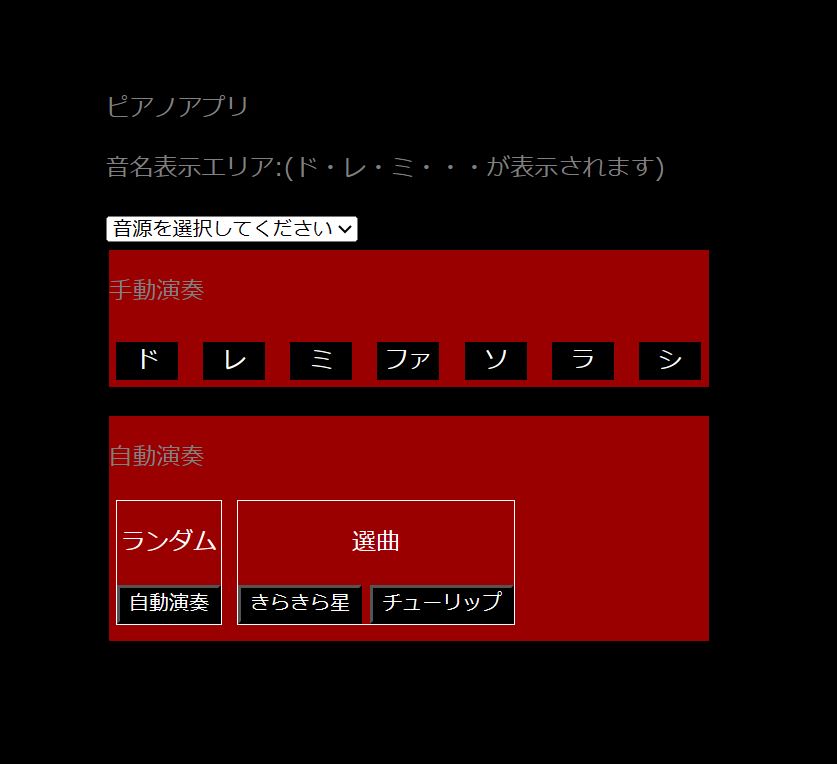 ピアノアプリ
音名表示エリア:(ド・レ・ミ・・・が表示されます)
音源を選択してください
手動演奏
ド レ ミ ファ ソ ラ シ
自動演奏
ランダム 選曲
自動演奏 きらきら星 チューリップ